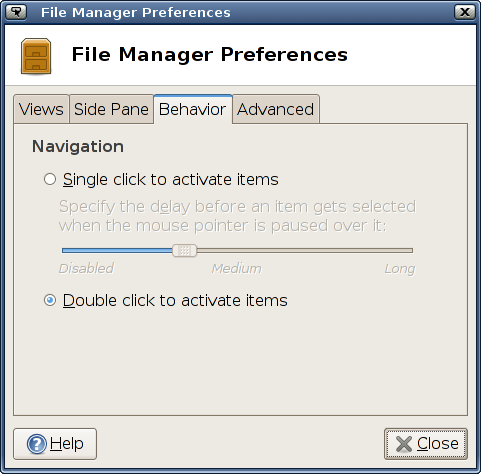 File Manager Preferences
File Manager Preferences
Views Side Pane Behavior Advanced
Navigation
Single click to activate items
Specify the delay before an item gets selected
when the mouse pointer is paused over it:
Disabled Medium Long
Double click to activate items
Help Close